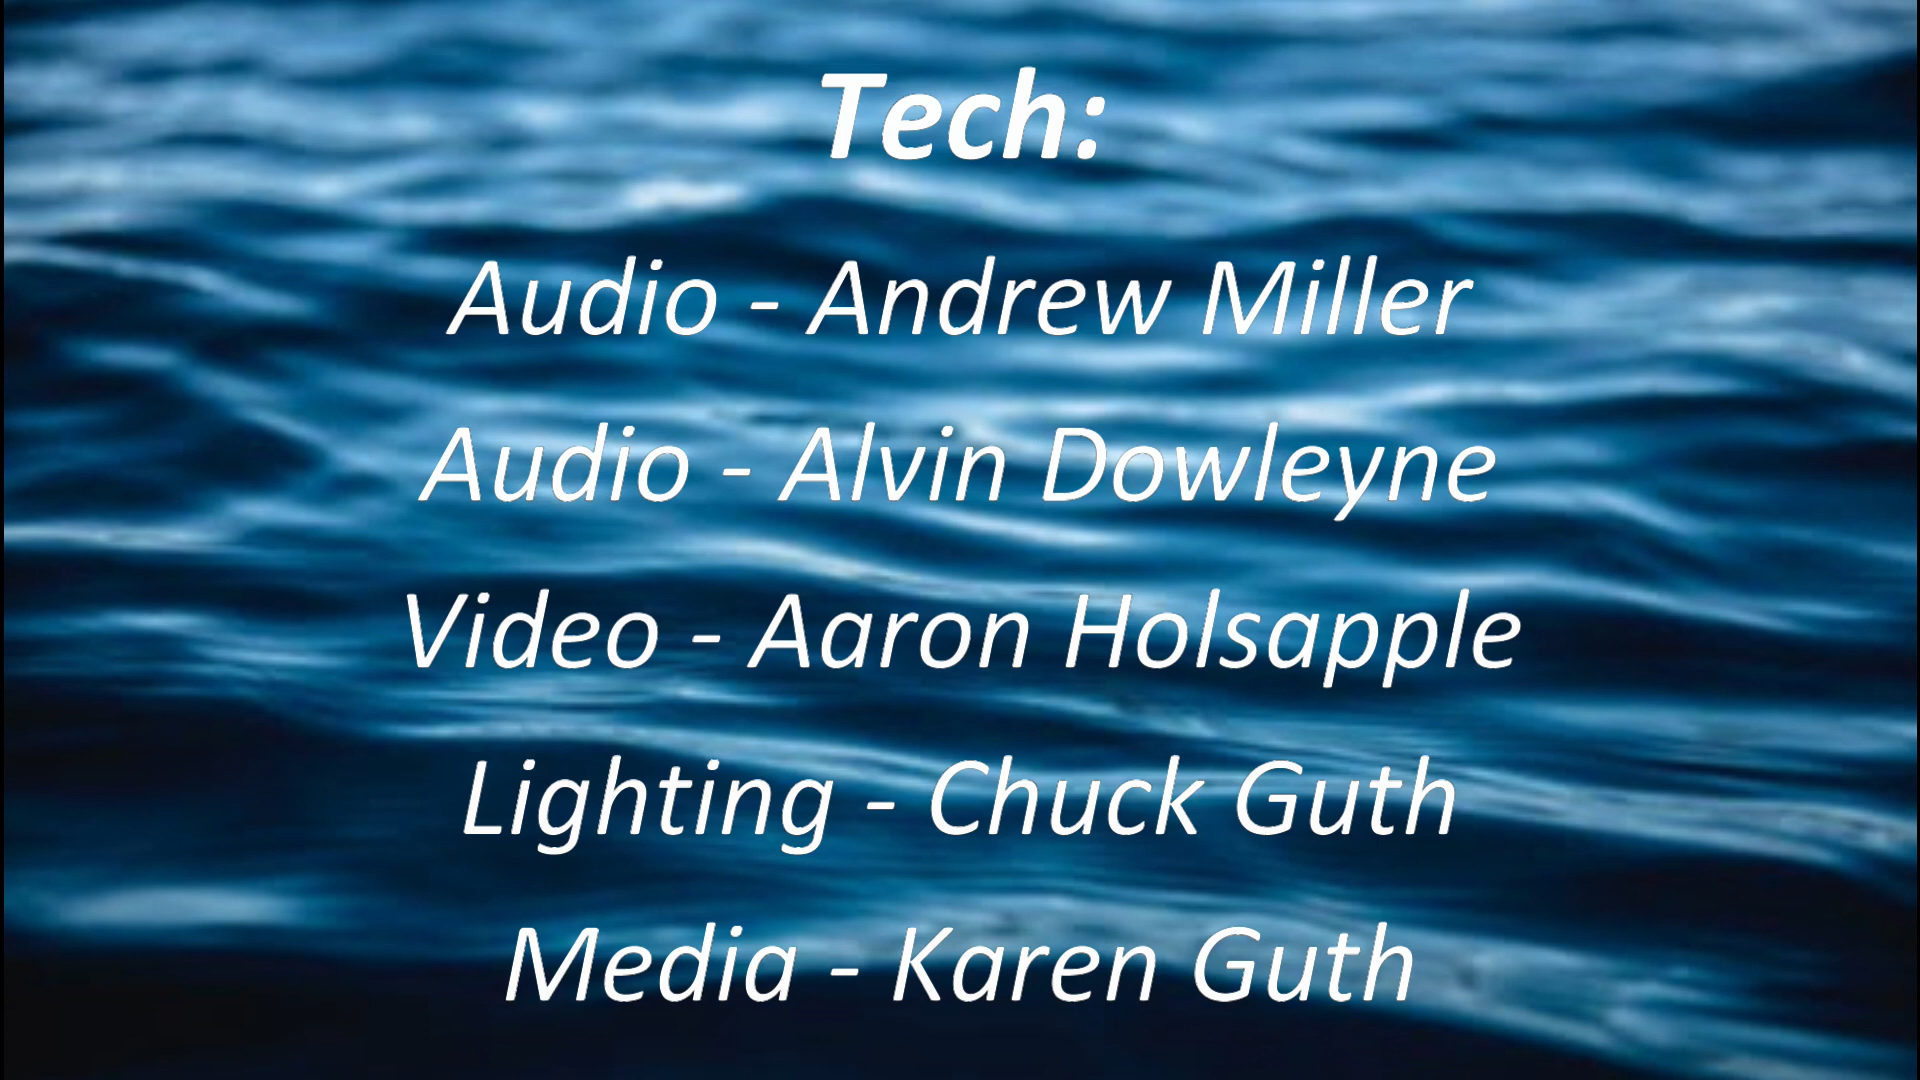 Tech:
Audio - Andrew Miller
Audio - Alvin Dowleyne
Video - Aaron Holsapple
Lighting - Chuck Guth
Media - Karen Guth